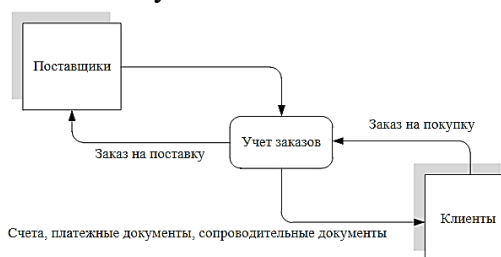 Поставщики
Заказ на покупку
Учет заказов
Заказ на поставку
Клиенты
Счета, платежные документы, сопроводительные документы